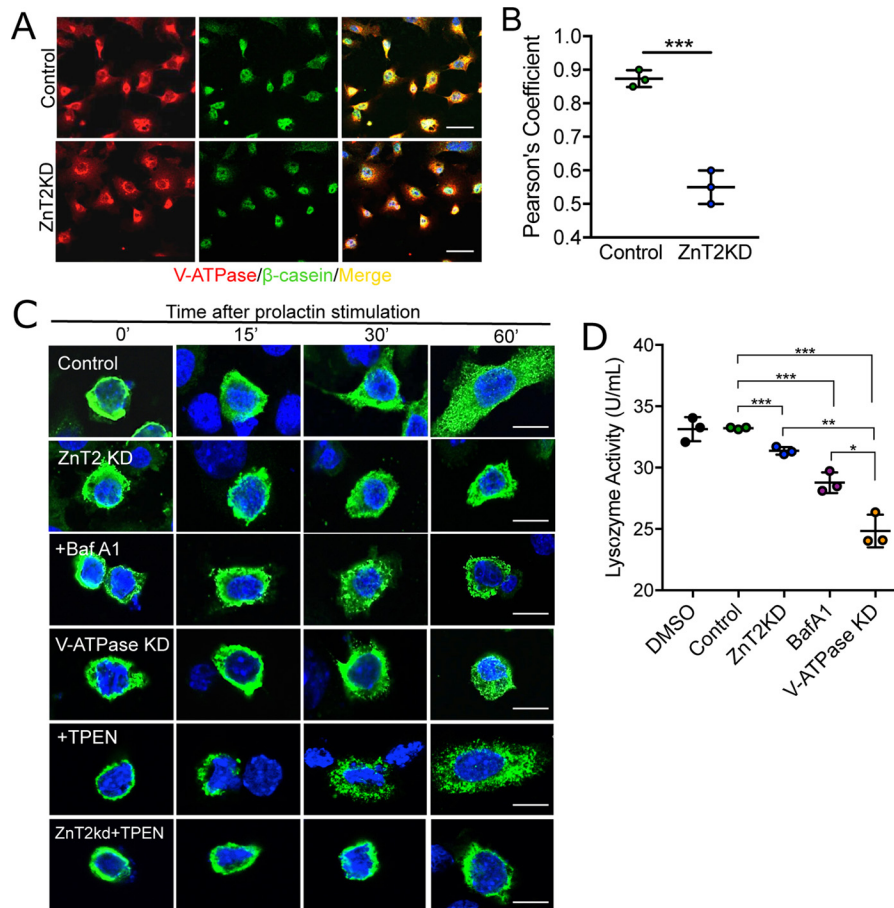 A
Control
ZnT2KD
V-ATPase/β-casein/Merge
B
Pearson's Coefficient
1.0
0.9
0.8
0.7
0.6
0.5
0.4
***
Control ZnT2KD
C
Time after prolactin stimulation
0' 15' 30' 60'
Control
ZnT2 KD
+Baf A1
V-ATPase KD
+TPEN
ZnT2kd+TPEN
D
Lysozyme Activity (U/mL)
40
35
30
25
20
***
***
***
**
*
DMSO
Control
ZnT2KD
BafA1
V-ATPase KD